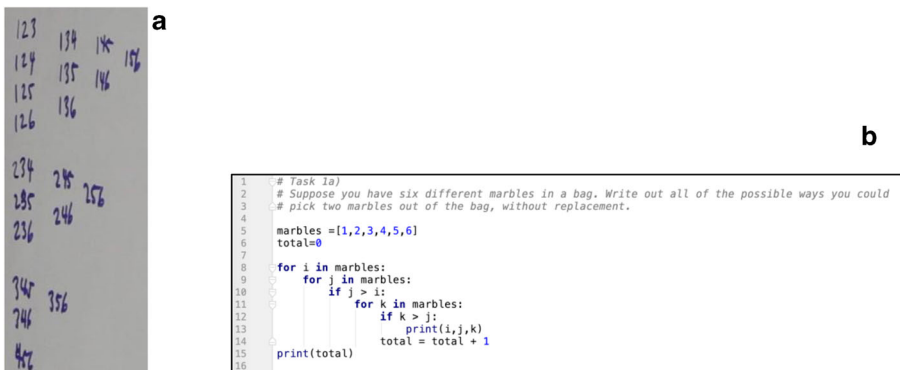 a
123 134 145 156
124 135 146
125 136
126
234 245 256
235 246
236
345 356
346
456
b
1 # Task 1a)
2 # Suppose you have six different marbles in a bag. Write out all of the possible ways you could
3 # pick two marbles out of the bag, without replacement.
4
5 marbles =[1,2,3,4,5,6]
6 total=0
7
8 for i in marbles:
9 for j in marbles:
10 if j > i:
11 for k in marbles:
12 if k > j:
13 print(i,j,k)
14 total = total + 1
15 print(total)
16